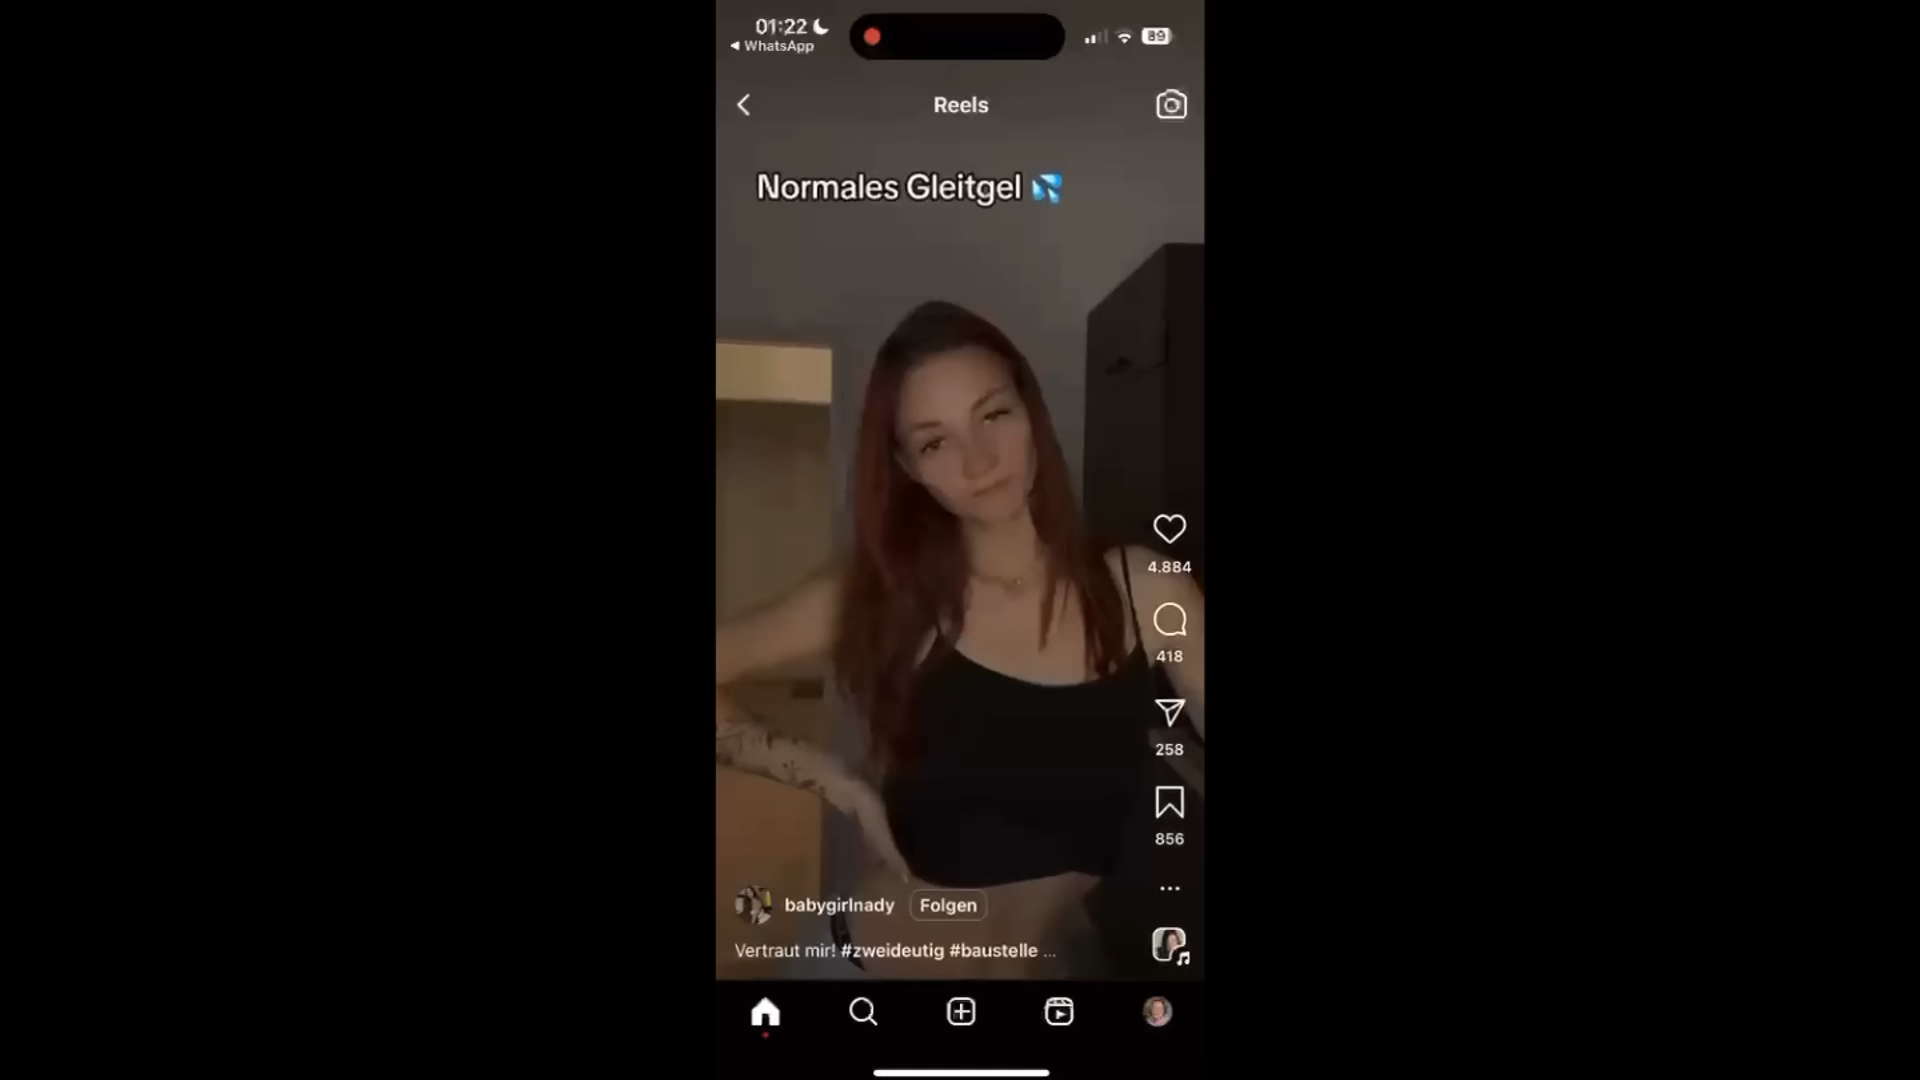 01:22
WhatsApp
89
Reels
Normales Gleitgel 💦
4.884
418
258
856
babygirlnady
Folgen
Vertraut mir! #zweideutig #baustelle ...